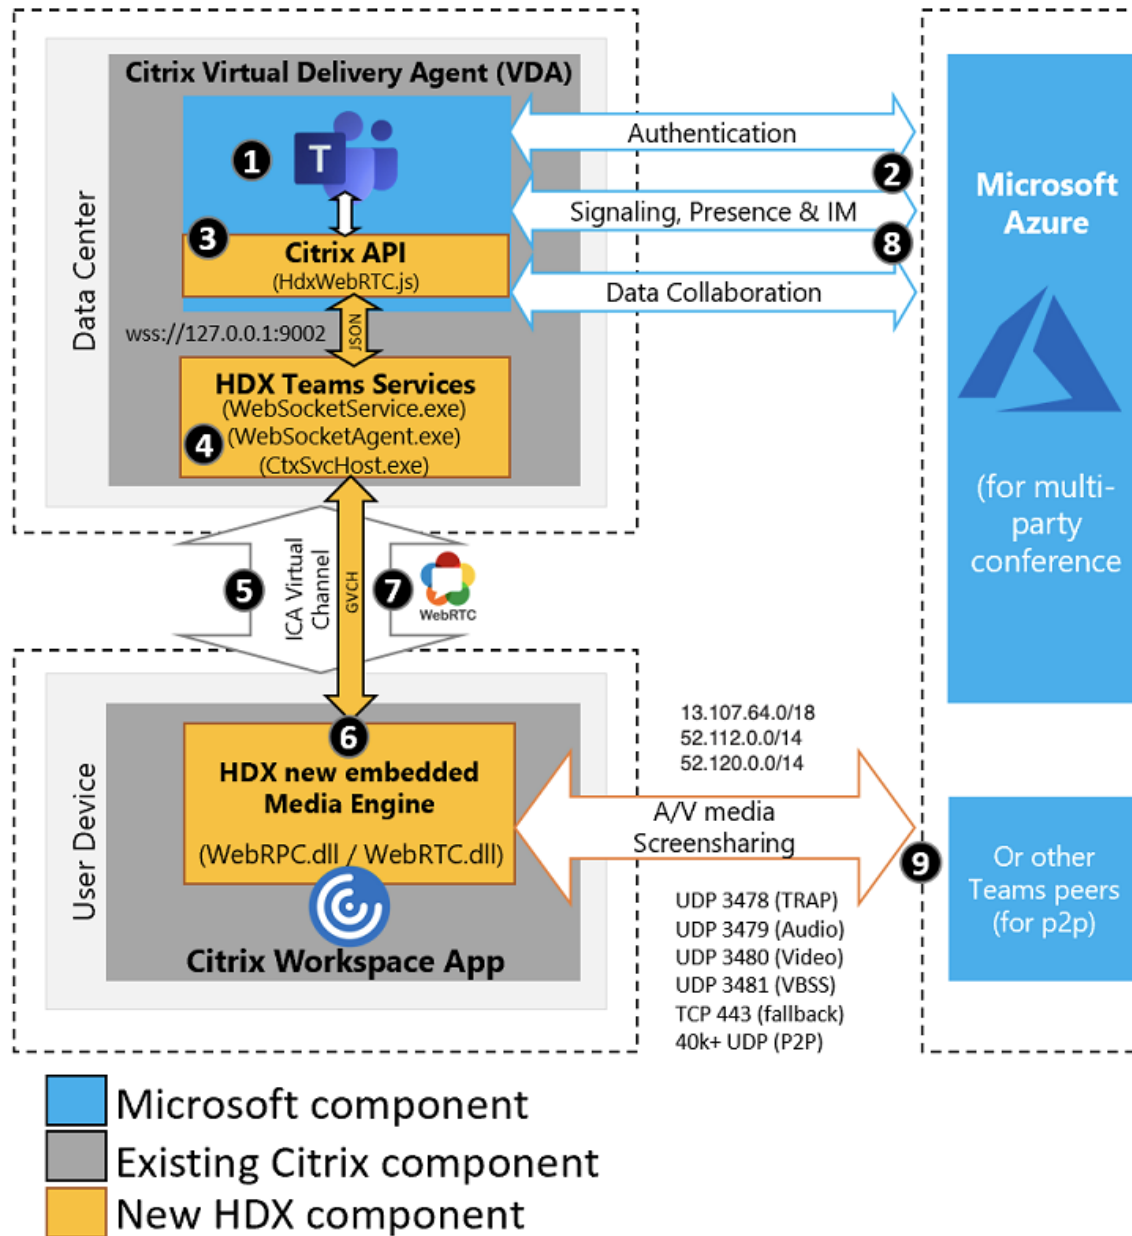 Citrix Virtual Delivery Agent (VDA)
Data Center
1
T
3
Citrix API
(HdxWebRTC.js)
wss://127.0.0.1:9002
JSON
HDX Teams Services
(WebSocketService.exe)
(WebSocketAgent.exe)
(CtxSvcHost.exe)
4
Authentication
2
Signaling, Presence & IM
8
Data Collaboration
Microsoft
Azure
(for multi-
party
conference
5
ICA Virtual
Channel
GVCH
7
WebRTC
User Device
6
HDX new embedded
Media Engine
(WebRPC.dll / WebRTC.dll)
Citrix Workspace App
13.107.64.0/18
52.112.0.0/14
52.120.0.0/14
A/V media
Screensharing
9
UDP 3478 (TRAP)
UDP 3479 (Audio)
UDP 3480 (Video)
UDP 3481 (VBSS)
TCP 443 (fallback)
40k+ UDP (P2P)
Or other
Teams peers
(for p2p)
Microsoft component
Existing Citrix component
New HDX component